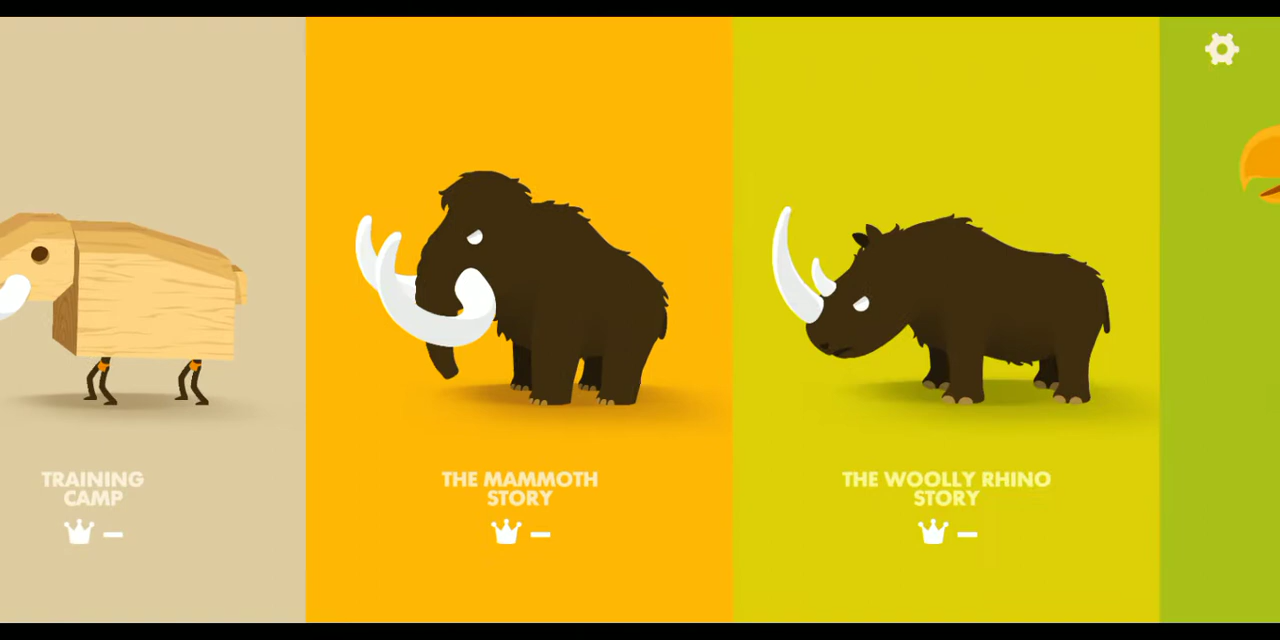 TRAINING
CAMP
THE MAMMOTH
STORY
THE WOOLLY RHINO
STORY